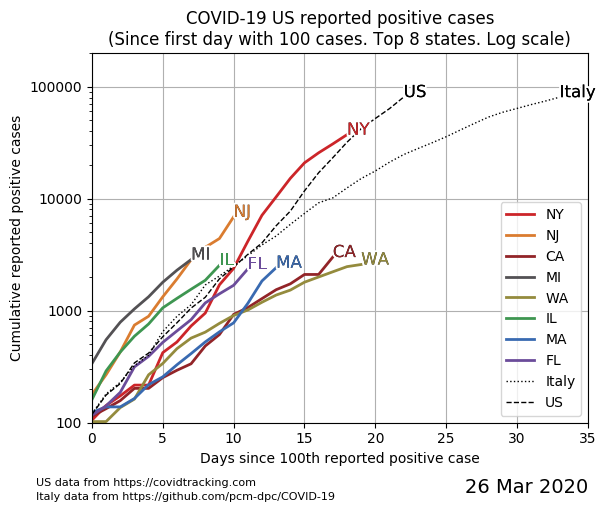 COVID-19 US reported positive cases
(Since first day with 100 cases. Top 8 states. Log scale)
Cumulative reported positive cases
100000
10000
1000
100
US
Italy
NY
NJ
MI
IL
FL
MA
CA
WA
NY
NJ
CA
MI
WA
IL
MA
FL
Italy
US
0 5 10 15 20 25 30 35
Days since 100th reported positive case
US data from https://covidtracking.com
Italy data from https://github.com/pcm-dpc/COVID-19
26 Mar 2020